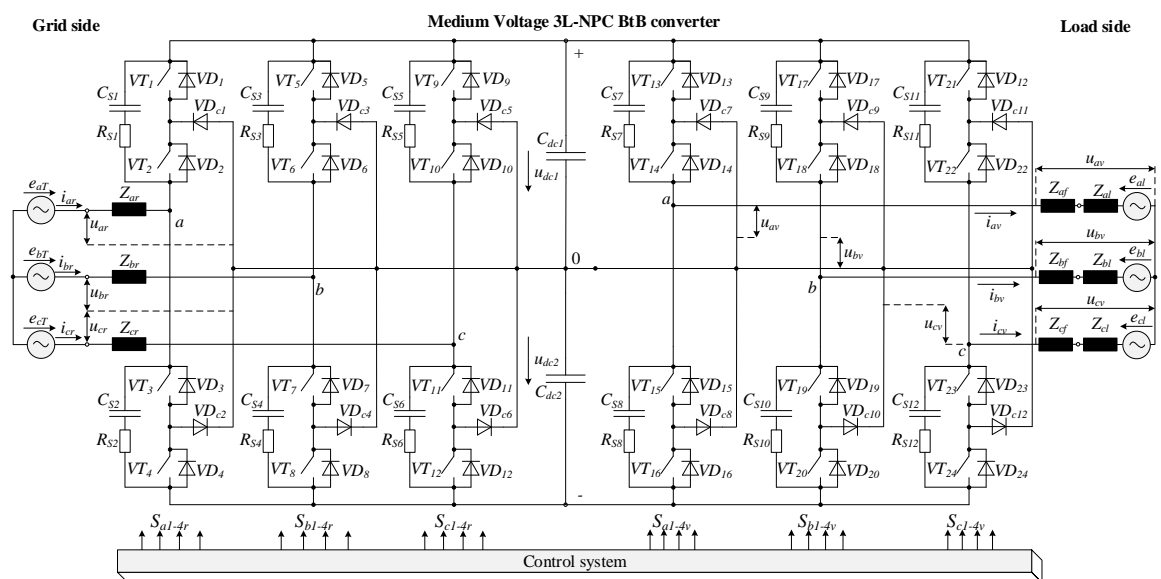 Grid side
Medium Voltage 3L-NPC BtB converter
Load side
+
VT1 VD1 VT5 VD5 VT9 VD9 VT13 VD13 VT17 VD17 VT21 VD12
CS1 VDc1 CS3 VDc3 CS5 VDc5 CS7 VDc7 CS9 VDc9 CS11 VDc11
RS1 RS3 RS5 Cdc1 RS7 RS9 RS11
VT2 VD2 VT6 VD6 VT10 VD10 udc1 VT14 VD14 VT18 VD18 VT22 VD22
uav
eaT iar Zar a uar
a uav iav Zaf Zal eal
ebT ibr Zbr b ubr
0
ubv b ibv ubv Zbf Zbl ebl
ecT icr Zcr c ucr
ucv c icv ucv Zcf Zcl ecl
udc2
Cdc2
VT3 VD3 VT7 VD7 VT11 VD11 VT15 VD15 VT19 VD19 VT23 VD23
CS2 VDc2 CS4 VDc4 CS6 VDc6 CS8 VDc8 CS10 VDc10 CS12 VDc12
RS2 RS4 RS6 RS8 RS10 RS12
VT4 VD4 VT8 VD8 VT12 VD12 VT16 VD16 VT20 VD20 VT24 VD24
-
Sa1-4r Sb1-4r Sc1-4r Sa1-4v Sb1-4v Sc1-4v
Control system